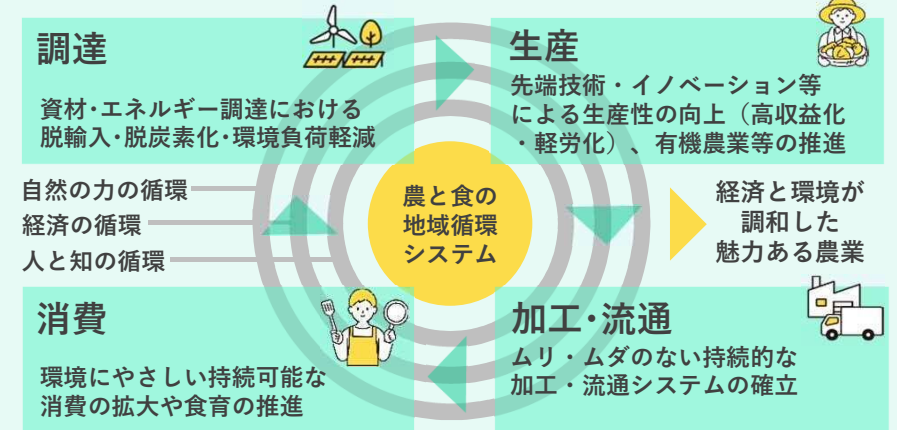 調達
資材･エネルギー調達における
脱輸入･脱炭素化･環境負荷軽減
生産
先端技術・イノベーション等
による生産性の向上（高収益化
・軽労化）、有機農業等の推進
自然の力の循環
経済の循環
人と知の循環
農と食の
地域循環
システム
経済と環境が
調和した
魅力ある農業
消費
環境にやさしい持続可能な
消費の拡大や食育の推進
加工･流通
ムリ・ムダのない持続的な
加工・流通システムの確立